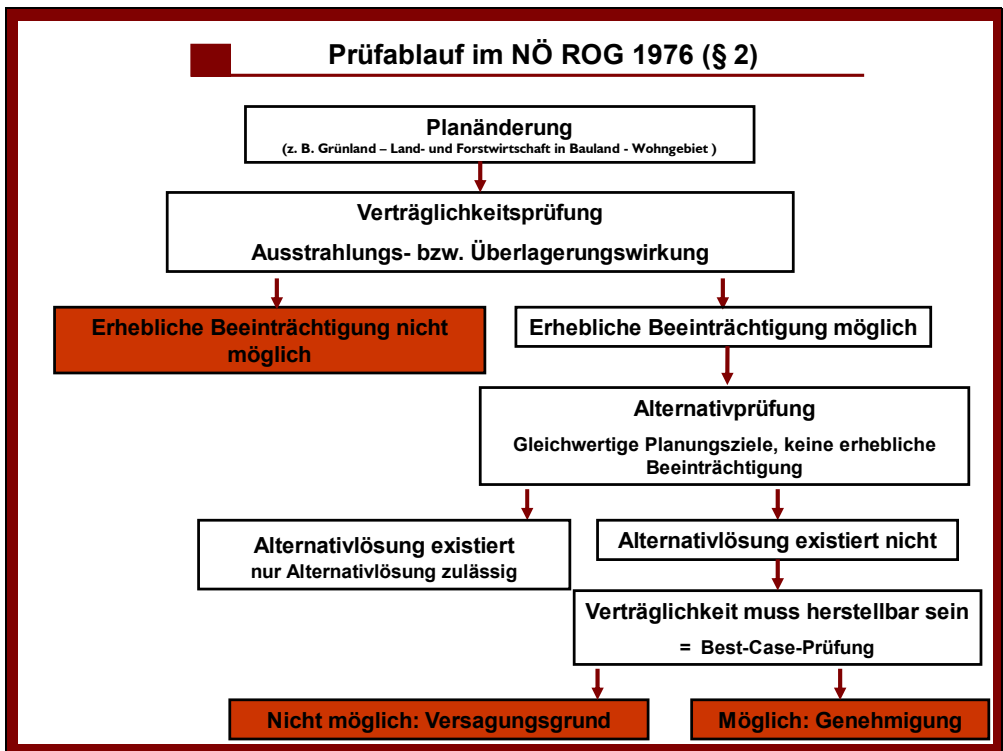 Prüfablauf im NÖ ROG 1976 (§ 2)
Planänderung
(z. B. Grünland – Land- und Forstwirtschaft in Bauland - Wohngebiet )
Verträglichkeitsprüfung
Ausstrahlungs- bzw. Überlagerungswirkung
Erhebliche Beeinträchtigung nicht
möglich
Erhebliche Beeinträchtigung möglich
Alternativprüfung
Gleichwertige Planungsziele, keine erhebliche
Beeinträchtigung
Alternativlösung existiert
nur Alternativlösung zulässig
Alternativlösung existiert nicht
Verträglichkeit muss herstellbar sein
= Best-Case-Prüfung
Nicht möglich: Versagungsgrund
Möglich: Genehmigung